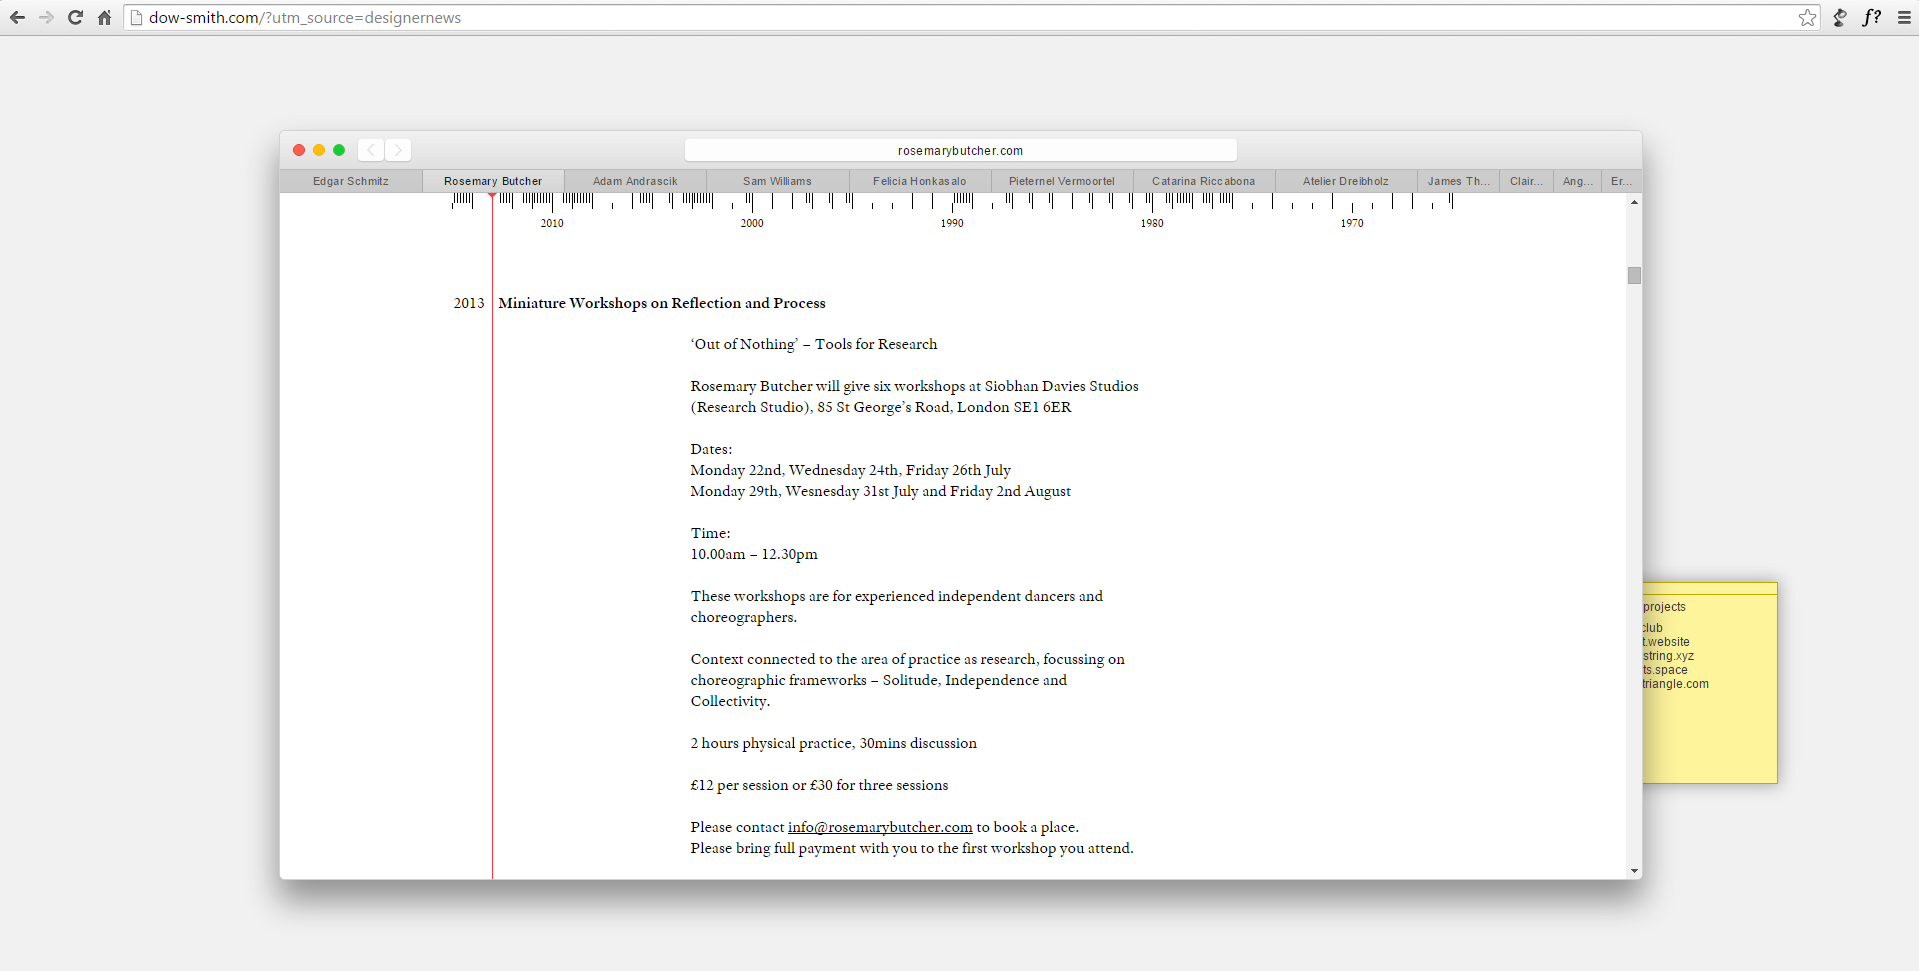 dow-smith.com/?utm_source=designernews
f?
rosemarybutcher.com
Edgar Schmitz
Rosemary Butcher
Adam Andrascik
Sam Williams
Felicia Honkasalo
Pieternel Vermoortel
Catarina Riccabona
Atelier Dreibholz
James Th...
Clair...
Ang...
Er...
2010 2000 1990 1980 1970
2013 Miniature Workshops on Reflection and Process
‘Out of Nothing’ – Tools for Research
Rosemary Butcher will give six workshops at Siobhan Davies Studios
(Research Studio), 85 St George’s Road, London SE1 6ER
Dates:
Monday 22nd, Wednesday 24th, Friday 26th July
Monday 29th, Wesnesday 31st July and Friday 2nd August
Time:
10.00am – 12.30pm
These workshops are for experienced independent dancers and
choreographers.
Context connected to the area of practice as research, focussing on
choreographic frameworks – Solitude, Independence and
Collectivity.
2 hours physical practice, 30mins discussion
£12 per session or £30 for three sessions
Please contact info@rosemarybutcher.com to book a place.
Please bring full payment with you to the first workshop you attend.
projects
club
t.website
string.xyz
ts.space
triangle.com